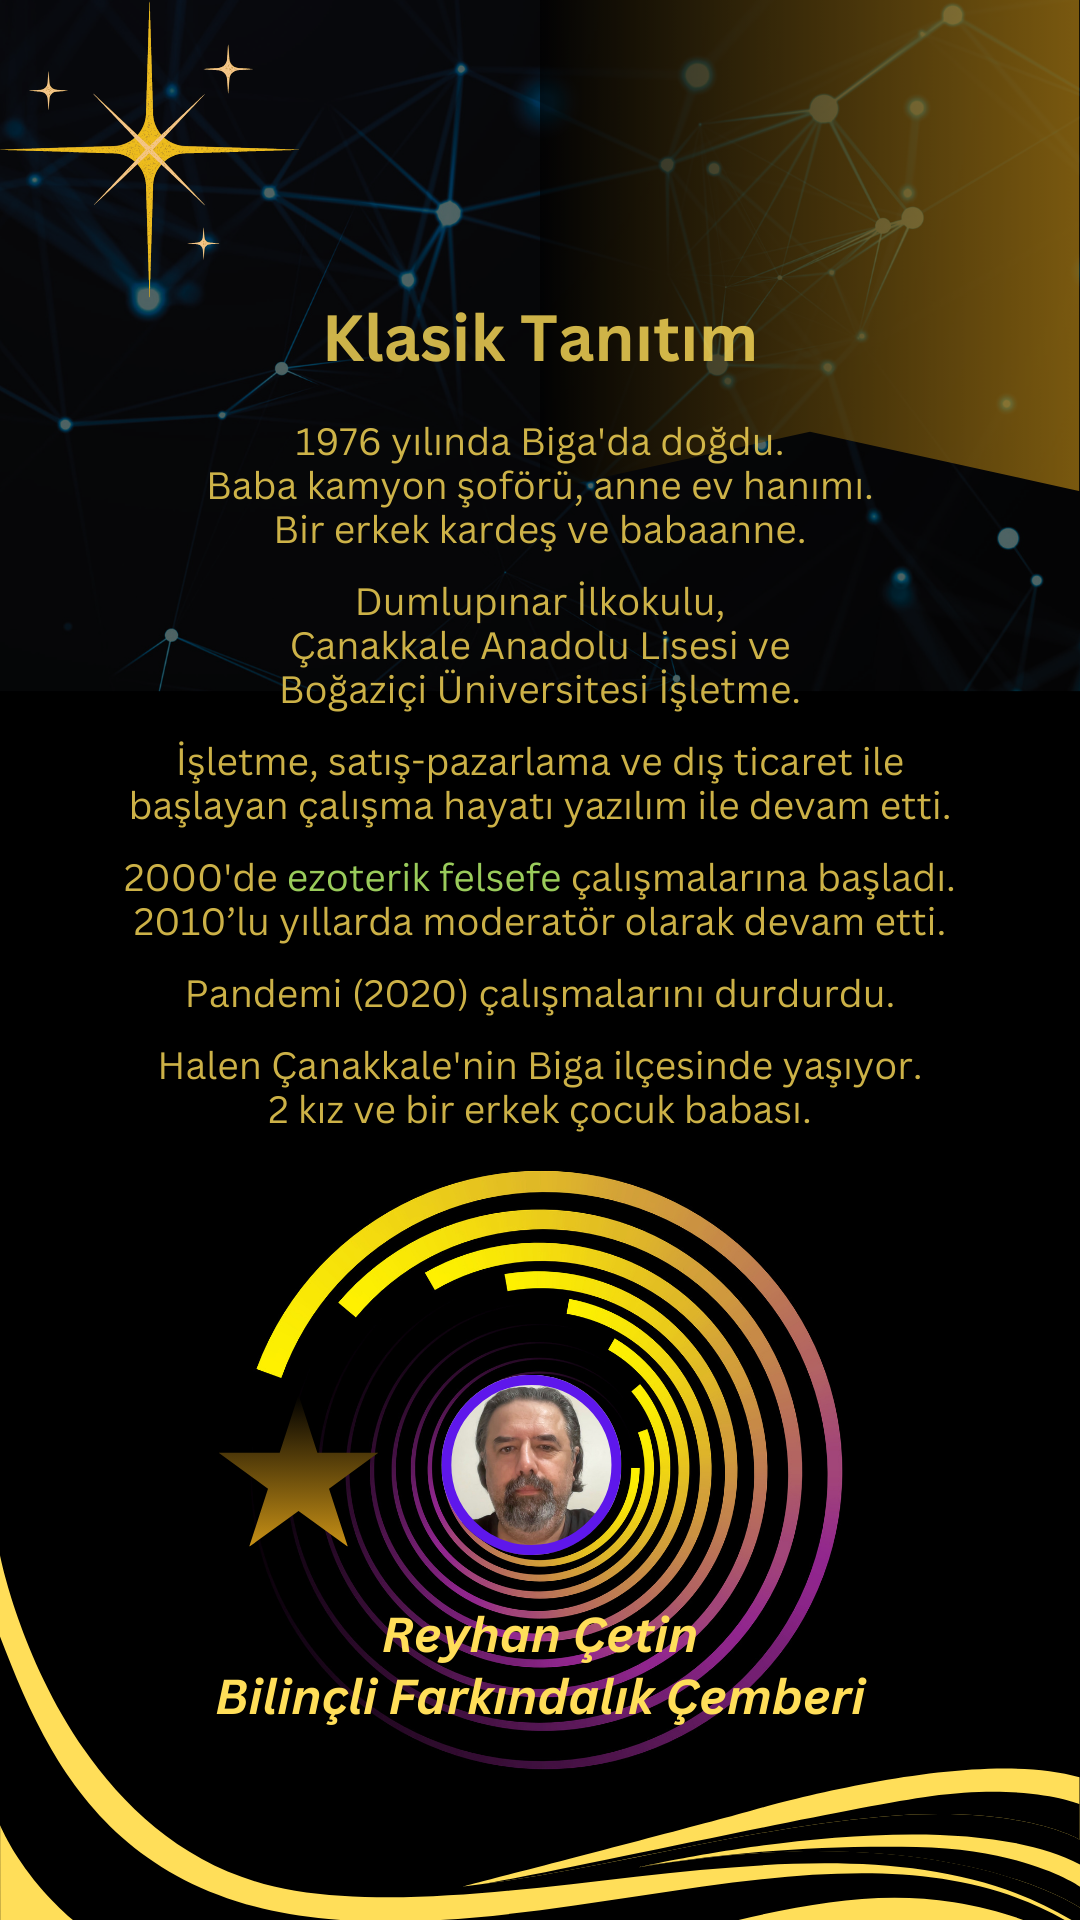 Klasik Tanıtım
1976 yılında Biga'da doğdu.
Baba kamyon şoförü, anne ev hanımı.
Bir erkek kardeş ve babaanne.
Dumlupınar İlkokulu,
Çanakkale Anadolu Lisesi ve
Boğaziçi Üniversitesi İşletme.
İşletme, satış-pazarlama ve dış ticaret ile
başlayan çalışma hayatı yazılım ile devam etti.
2000'de ezoterik felsefe çalışmalarına başladı.
2010’lu yıllarda moderatör olarak devam etti.
Pandemi (2020) çalışmalarını durdurdu.
Halen Çanakkale'nin Biga ilçesinde yaşıyor.
2 kız ve bir erkek çocuk babası.
Reyhan Çetin
Bilinçli Farkındalık Çemberi